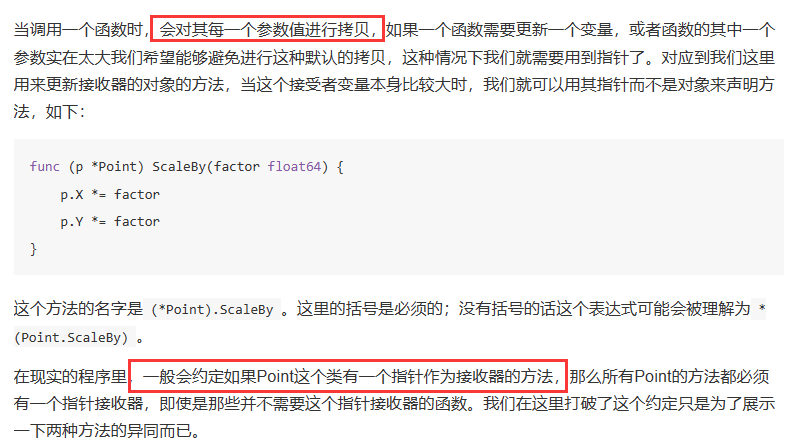 当调用一个函数时，会对其每一个参数值进行拷贝，如果一个函数需要更新一个变量，或者函数的其中一个
参数实在太大我们希望能够避免进行这种默认的拷贝，这种情况下我们就需要用到指针了。对应到我们这里
用来更新接收器的对象的方法，当这个接受者变量本身比较大时，我们就可以用其指针而不是对象来声明方
法，如下：
func (p *Point) ScaleBy(factor float64) {
    p.X *= factor
    p.Y *= factor
}
这个方法的名字是 (*Point).ScaleBy 。这里的括号是必须的；没有括号的话这个表达式可能会被理解为 *
(Point.ScaleBy) 。
在现实的程序里，一般会约定如果Point这个类有一个指针作为接收器的方法，那么所有Point的方法都必须
有一个指针接收器，即使是那些并不需要这个指针接收器的函数。我们在这里打破了这个约定只是为了展示
一下两种方法的异同而已。